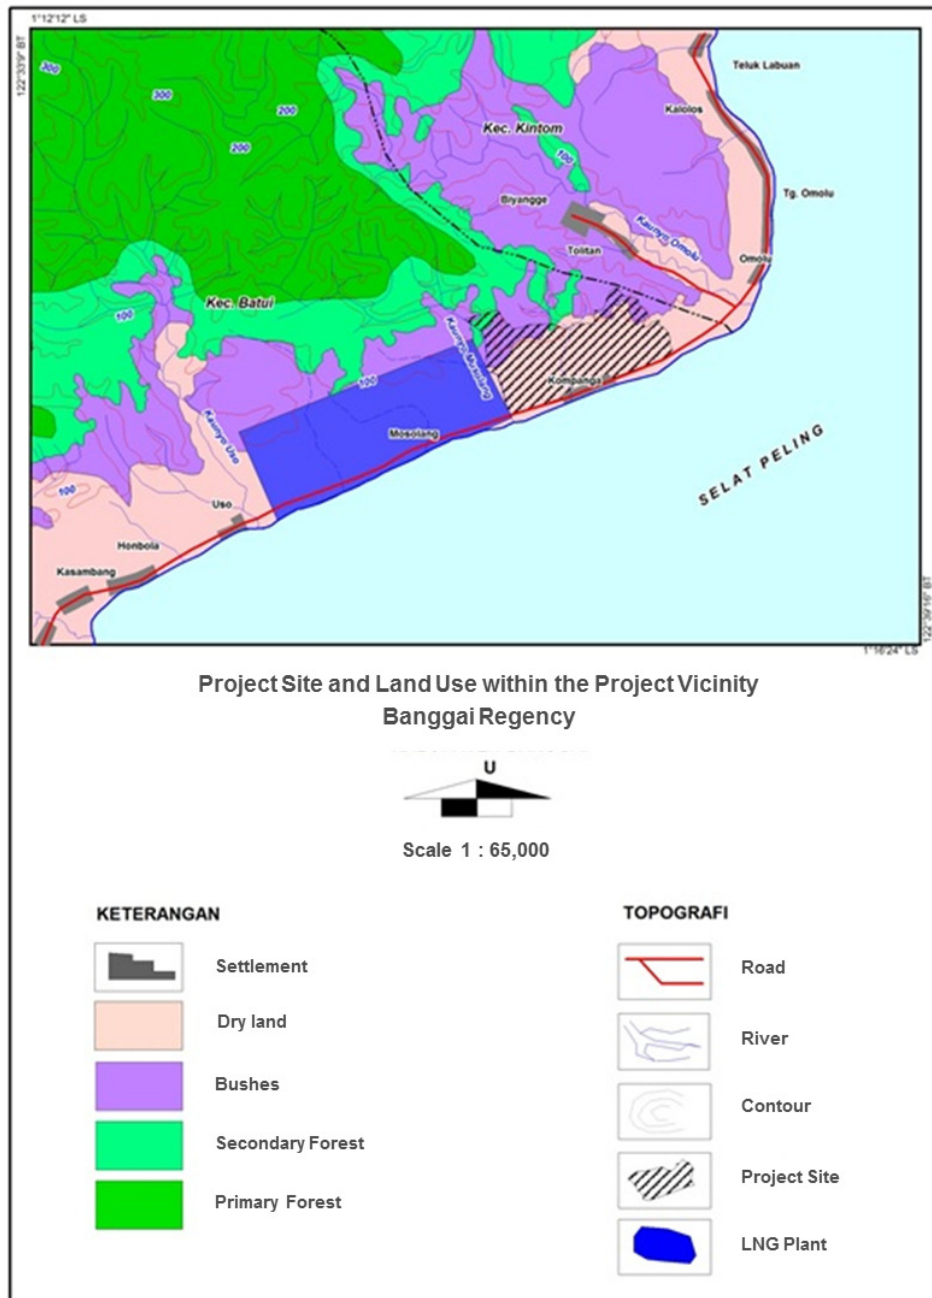 1°12'12" LS
122°33'9" BT
300
300
200
200
Teluk Labuan
Kalolos
Kec. Kintom
100
Biyangge
Tg. Omolu
Kaunyo Omolu
Tolitan
Omolu
Kec. Batui
100
Kaunyo Mosolang
100
Kompanga
Kaunyo Uso
Mosolang
SELAT PELING
100
Uso
Honbola
Kasambang
122°39'16" BT
1°16'24" LS
Project Site and Land Use within the Project Vicinity
Banggai Regency
U
Scale 1 : 65,000
KETERANGAN
Settlement
Dry land
Bushes
Secondary Forest
Primary Forest
TOPOGRAFI
Road
River
Contour
Project Site
LNG Plant